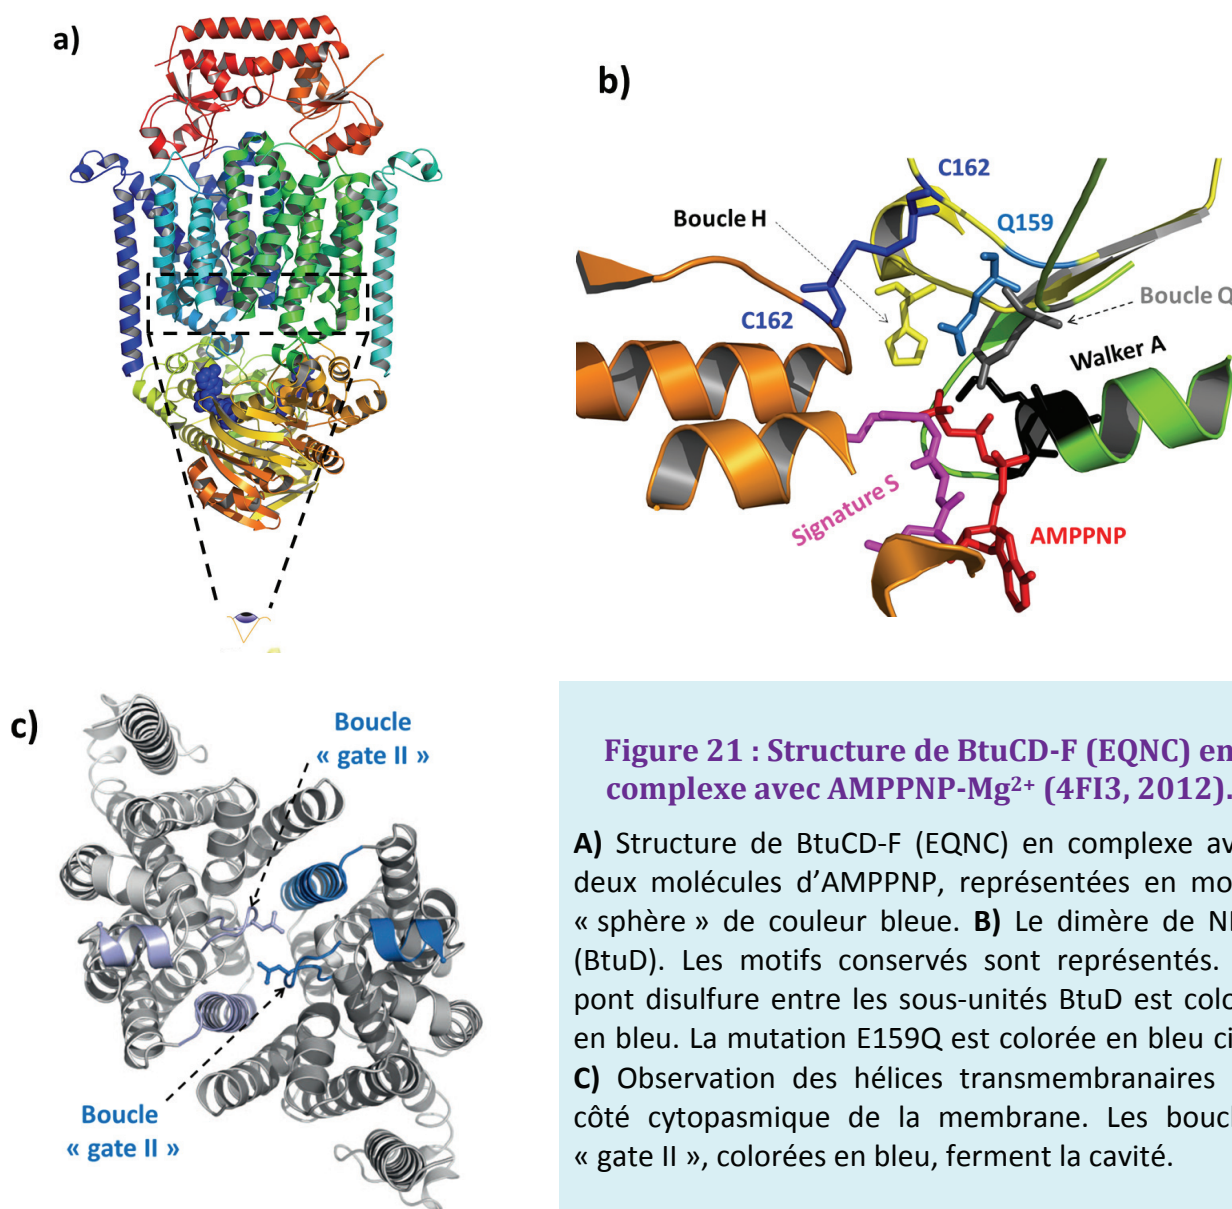 a)
b)
C162
Boucle H
Q159
Boucle Q
C162
Walker A
Signature S
AMPPNP
c)
Boucle
« gate II »
Boucle
« gate II »
Figure 21 : Structure de BtuCD-F (EQNC) en
complexe avec AMPPNP-Mg²⁺ (4FI3, 2012).
A) Structure de BtuCD-F (EQNC) en complexe av
deux molécules d’AMPPNP, représentées en mo
« sphère » de couleur bleue. B) Le dimère de
(BtuD). Les motifs conservés sont représentés.
pont disulfure entre les sous-unités BtuD est colo
en bleu. La mutation E159Q est colorée en bleu ci
C) Observation des hélices transmembranaires
côté cytopasmique de la membrane. Les boucl
« gate II », colorées en bleu, ferment la cavité.